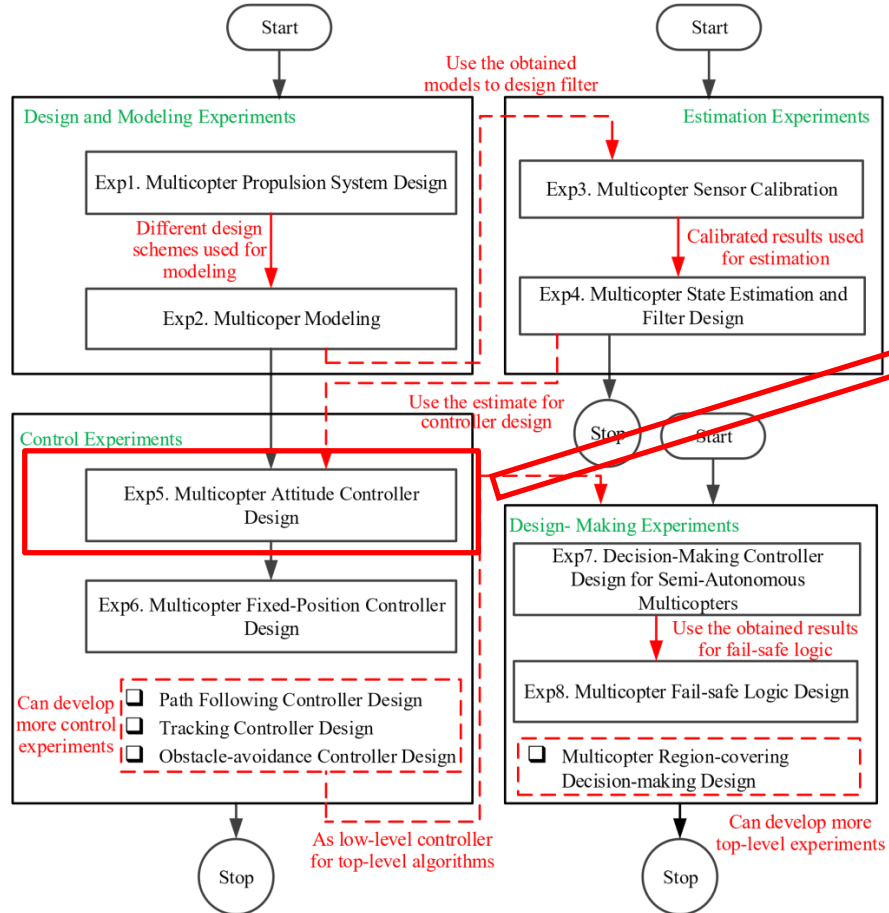 Start
Start
Use the obtained
models to design filter
Design and Modeling Experiments
Estimation Experiments
Exp1. Multicopter Propulsion System Design
Exp3. Multicopter Sensor Calibration
Different design
schemes used for
modeling
Calibrated results used
for estimation
Exp2. Multicoper Modeling
Exp4. Multicopter State Estimation and
Filter Design
Use the estimate for
controller design
Stop
Start
Control Experiments
Exp5. Multicopter Attitude Controller
Design
Design- Making Experiments
Exp7. Decision-Making Controller
Design for Semi-Autonomous
Multicopters
Exp6. Multicopter Fixed-Position Controller
Design
Use the obtained results
for fail-safe logic
Exp8. Multicopter Fail-safe Logic Design
Can develop
more control
experiments
❑ Path Following Controller Design
❑ Tracking Controller Design
❑ Obstacle-avoidance Controller Design
❑ Multicopter Region-covering
Decision-making Design
As low-level controller
for top-level algorithms
Can develop more
top-level experiments
Stop
Stop